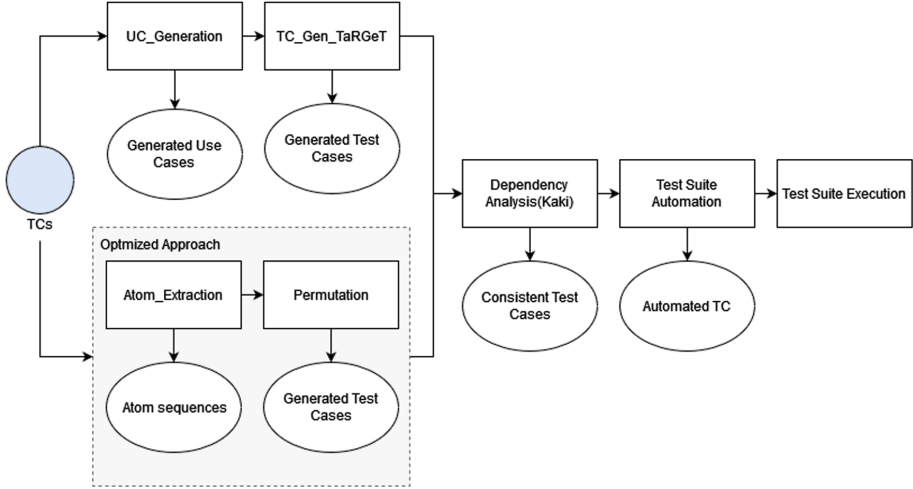 UC_Generation
TC_Gen_TaRGeT
Generated Use
Cases
Generated Test
Cases
TCs
Dependency
Analysis(Kaki)
Test Suite
Automation
Test Suite Execution
Consistent Test
Cases
Automated TC
Optmized Approach
Atom_Extraction
Permutation
Atom sequences
Generated Test
Cases